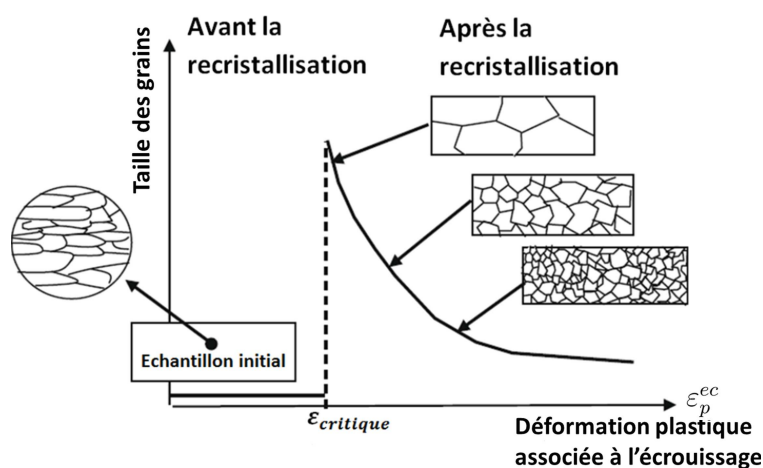 Avant la
recristallisation
Après la
recristallisation
Taille des grains
Echantillon initial
ε_critique
ε_p^ec
Déformation plastique
associée à l'écrouissage